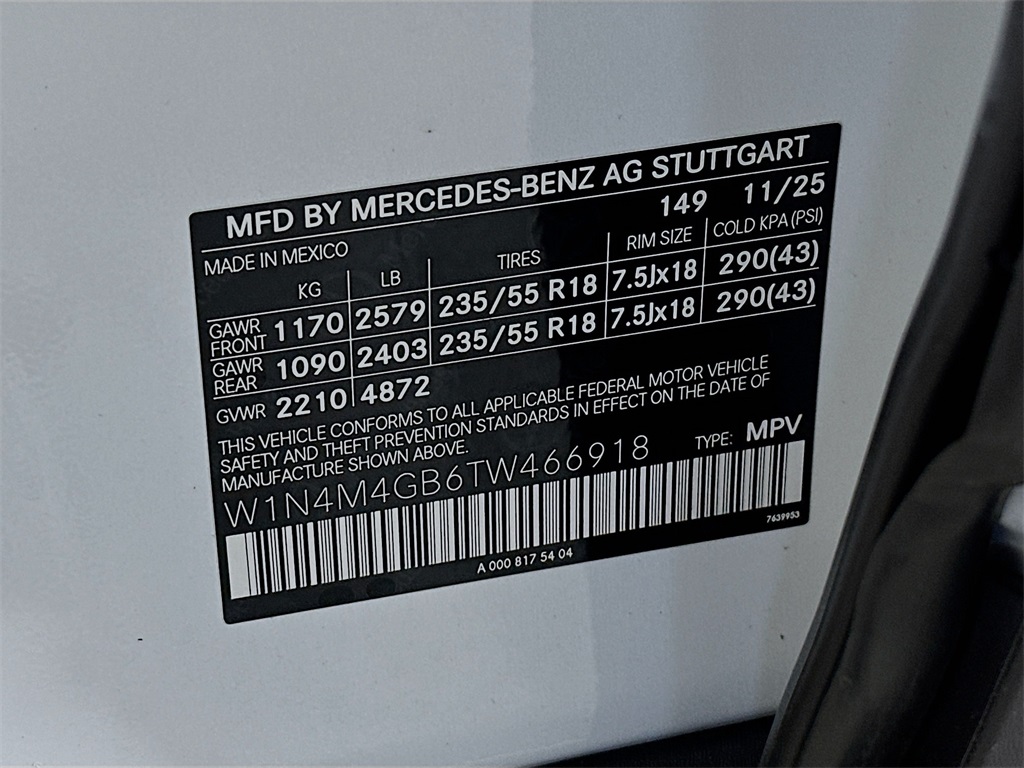 MFD BY MERCEDES-BENZ AG STUTTGART
149 11/25
MADE IN MEXICO
KG LB TIRES RIM SIZE COLD KPA (PSI)
GAWR FRONT 1170 2579 235/55 R18 7.5Jx18 290(43)
GAWR REAR 1090 2403 235/55 R18 7.5Jx18 290(43)
GVWR 2210 4872
THIS VEHICLE CONFORMS TO ALL APPLICABLE FEDERAL MOTOR VEHICLE
SAFETY AND THEFT PREVENTION STANDARDS IN EFFECT ON THE DATE OF
MANUFACTURE SHOWN ABOVE.
TYPE: MPV
W1N4M4GB6TW466918
7639953
A 000 817 54 04